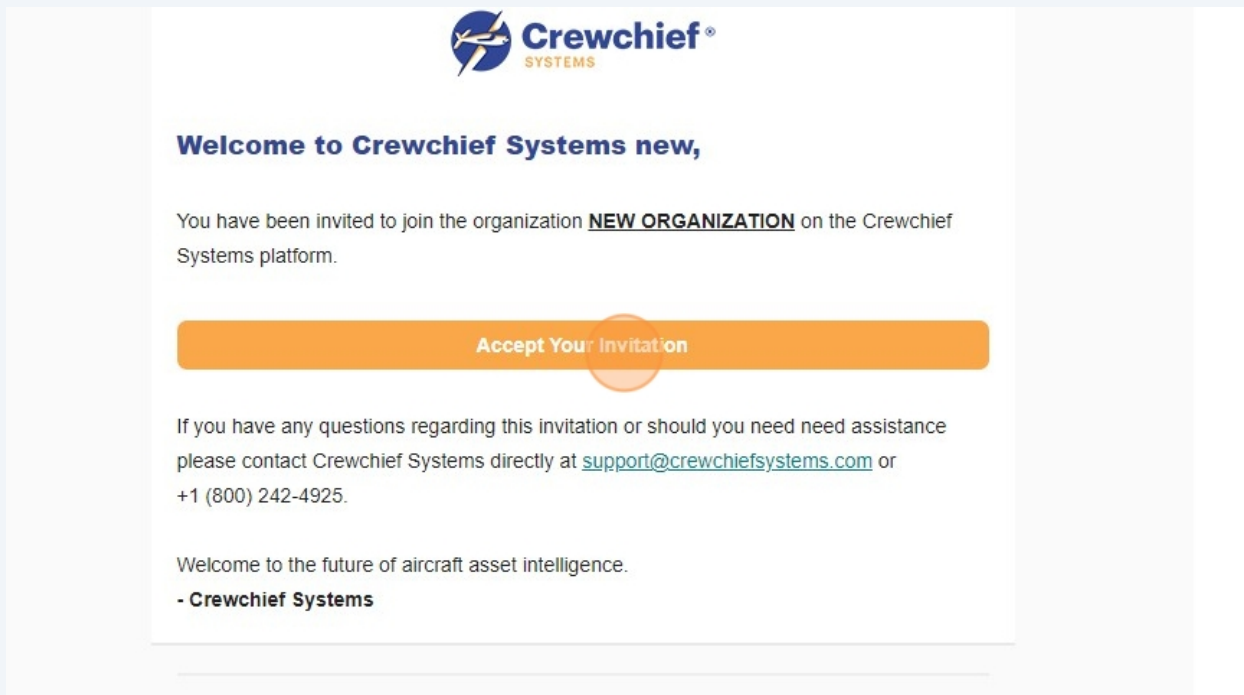 Crewchief®
SYSTEMS
Welcome to Crewchief Systems new,
You have been invited to join the organization NEW ORGANIZATION on the Crewchief
Systems platform.
Accept Your Invitation
If you have any questions regarding this invitation or should you need need assistance
please contact Crewchief Systems directly at support@crewchiefsystems.com or
+1 (800) 242-4925.
Welcome to the future of aircraft asset intelligence.
- Crewchief Systems